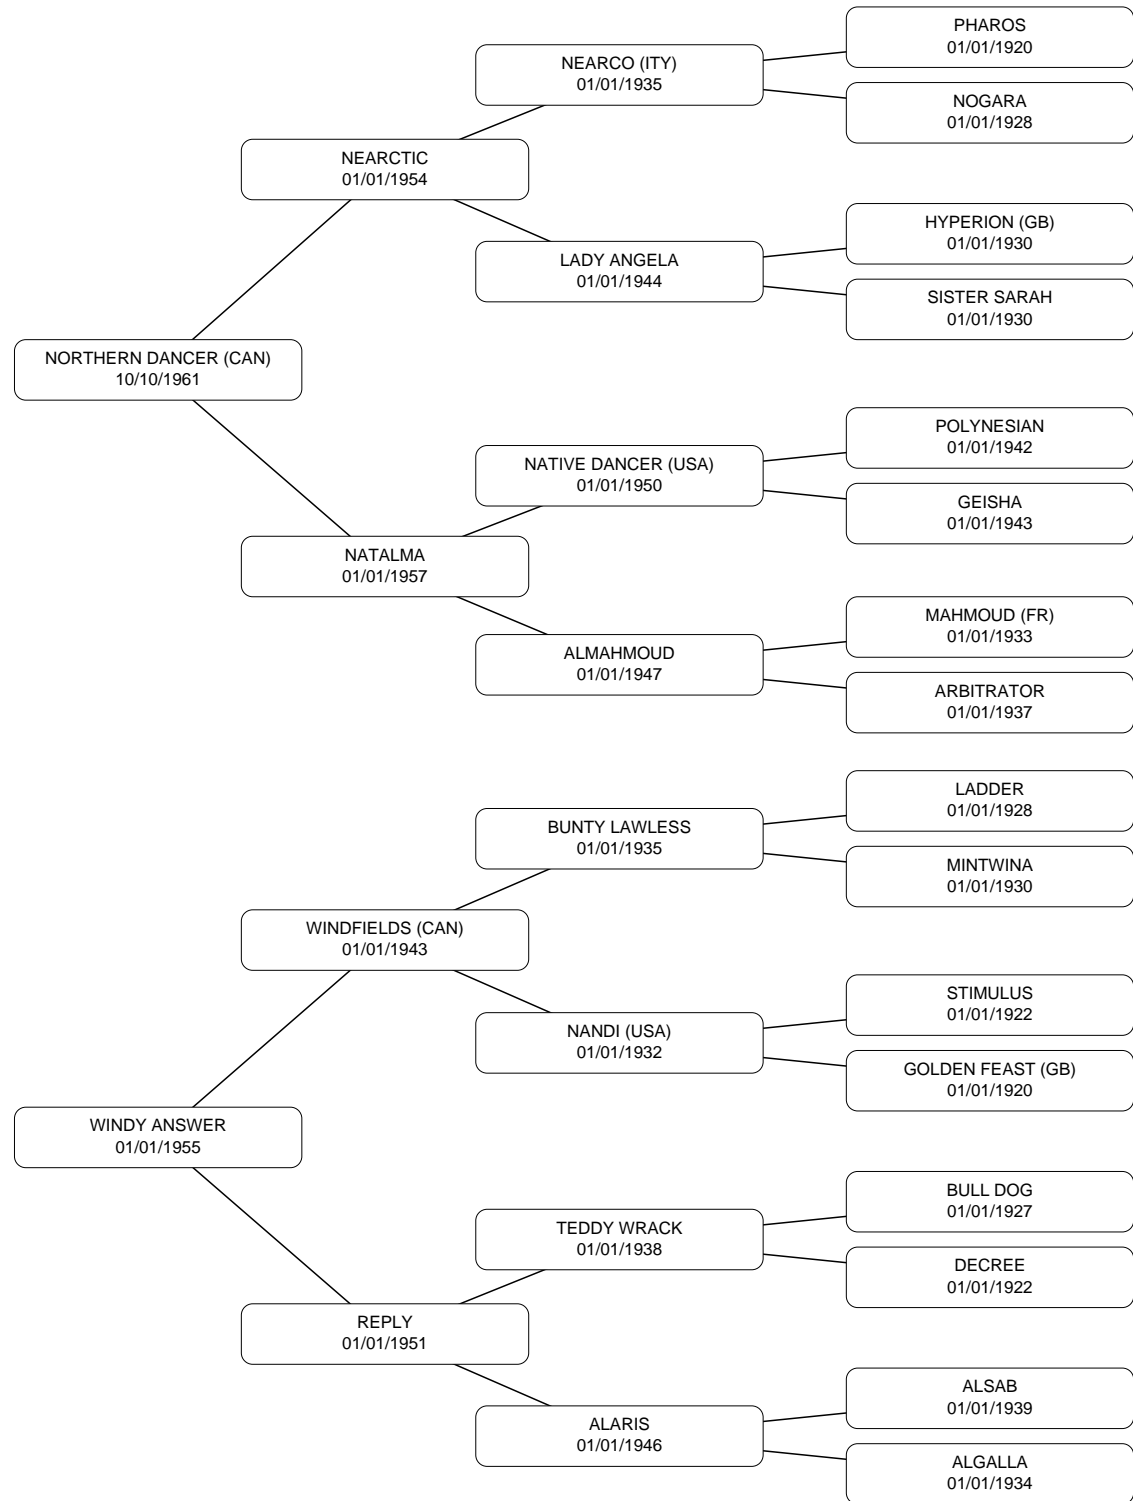 PHAROS
01/01/1920
NEARCO (ITY)
01/01/1935
NOGARA
01/01/1928
NEARCTIC
01/01/1954
HYPERION (GB)
01/01/1930
LADY ANGELA
01/01/1944
SISTER SARAH
01/01/1930
NORTHERN DANCER (CAN)
10/10/1961
POLYNESIAN
01/01/1942
NATIVE DANCER (USA)
01/01/1950
GEISHA
01/01/1943
NATALMA
01/01/1957
MAHMOUD (FR)
01/01/1933
ALMAHMOUD
01/01/1947
ARBITRATOR
01/01/1937
LADDER
01/01/1928
BUNTY LAWLESS
01/01/1935
MINTWINA
01/01/1930
WINDFIELDS (CAN)
01/01/1943
STIMULUS
01/01/1922
NANDI (USA)
01/01/1932
GOLDEN FEAST (GB)
01/01/1920
WINDY ANSWER
01/01/1955
BULL DOG
01/01/1927
TEDDY WRACK
01/01/1938
DECREE
01/01/1922
REPLY
01/01/1951
ALSAB
01/01/1939
ALARIS
01/01/1946
ALGALLA
01/01/1934